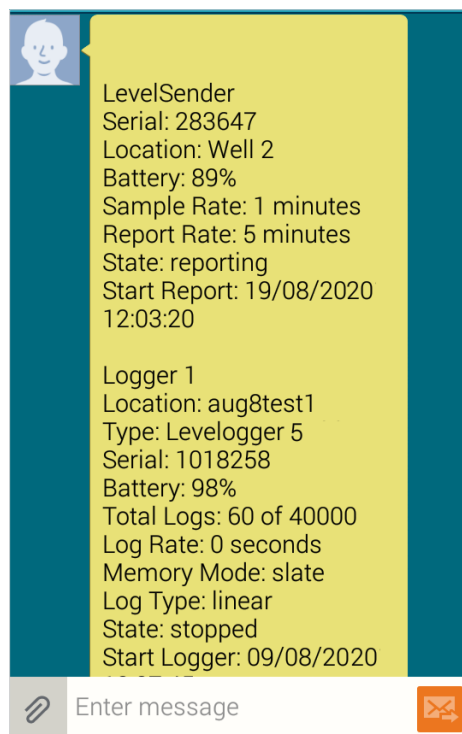 LevelSender
Serial: 283647
Location: Well 2
Battery: 89%
Sample Rate: 1 minutes
Report Rate: 5 minutes
State: reporting
Start Report: 19/08/2020
12:03:20
Logger 1
Location: aug8test1
Type: Levelogger 5
Serial: 1018258
Battery: 98%
Total Logs: 60 of 40000
Log Rate: 0 seconds
Memory Mode: slate
Log Type: linear
State: stopped
Start Logger: 09/08/2020
Enter message